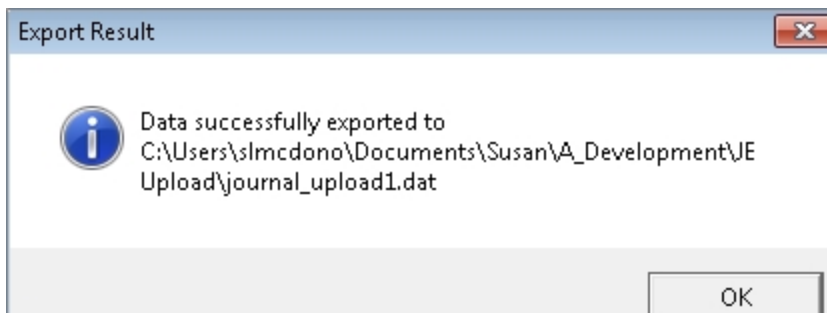 Export Result
Data successfully exported to
C:\Users\slmcdono\Documents\Susan\A_Development\JE
Upload\journal_upload1.dat
OK